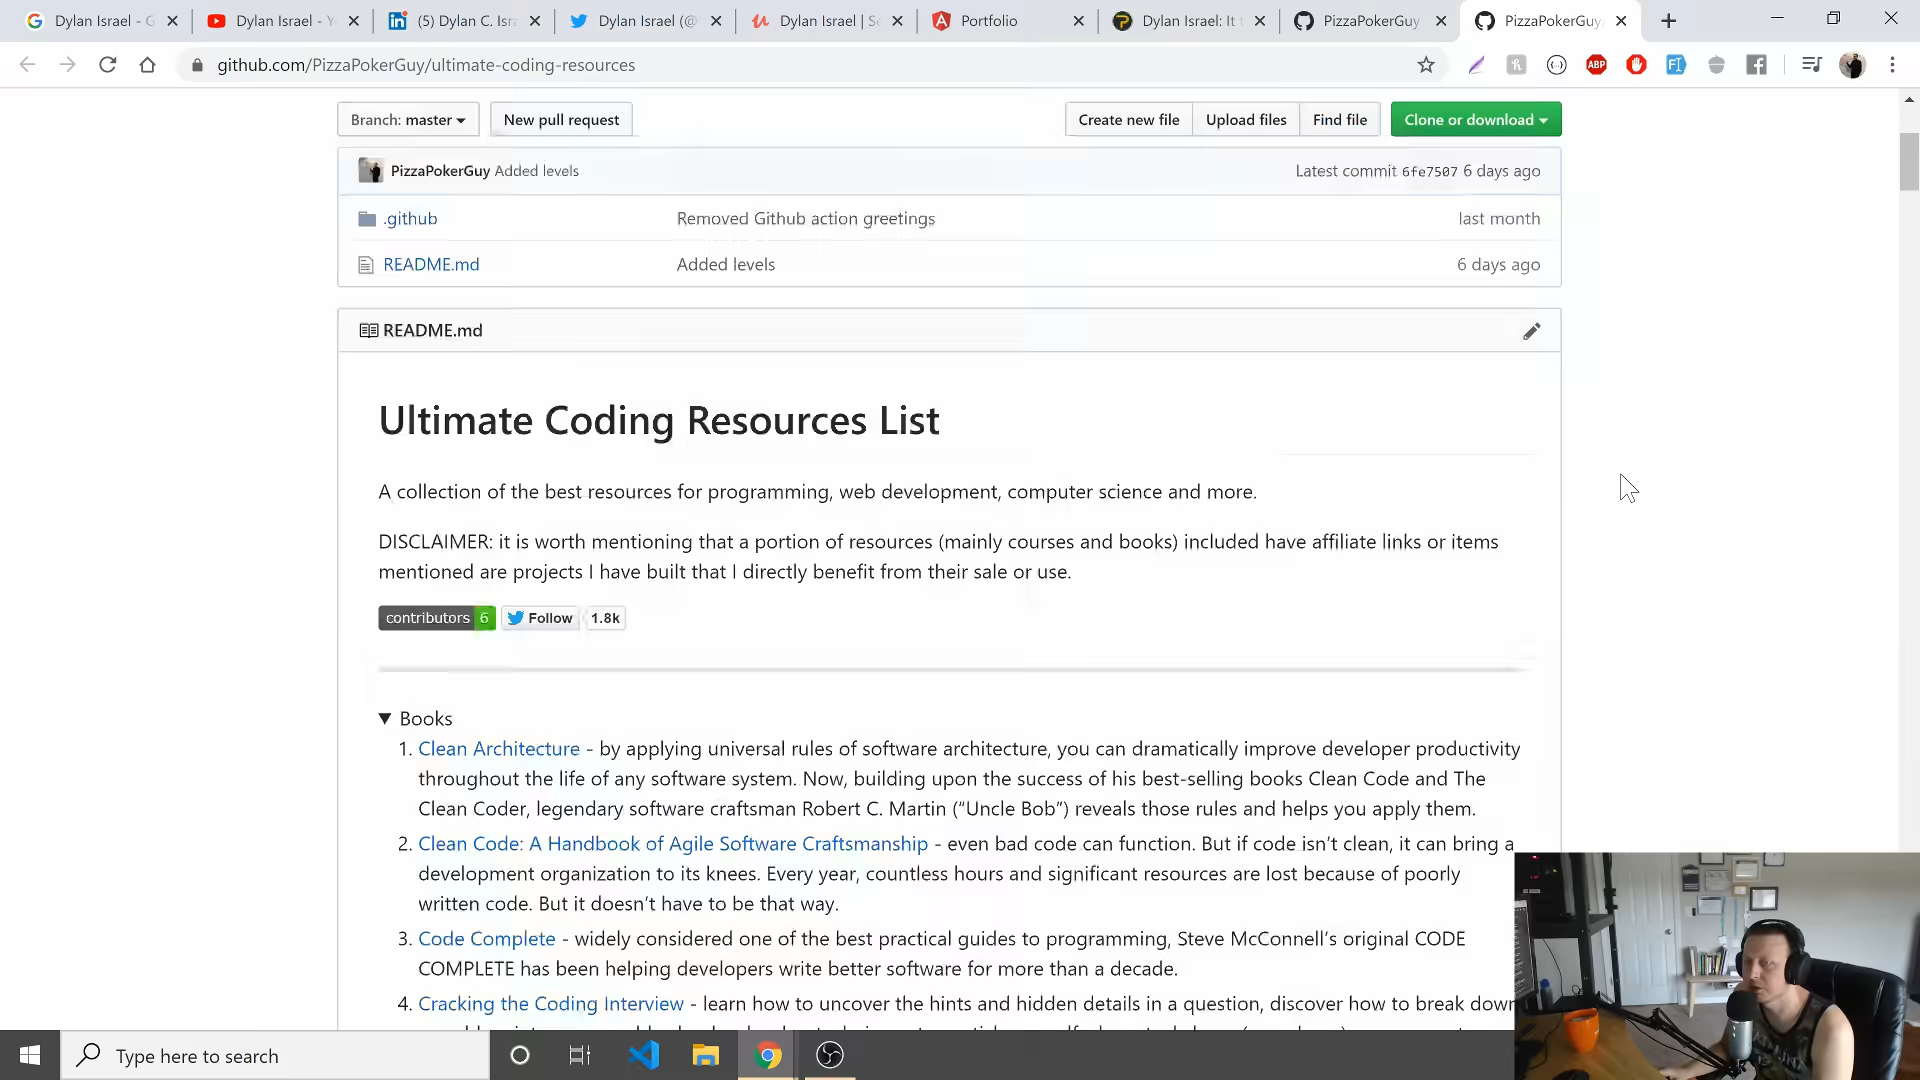 Dylan Israel - G
Dylan Israel - Y
(5) Dylan C. Isra
Dylan Israel (@
Dylan Israel | So
Portfolio
Dylan Israel: It t
PizzaPokerGuy
PizzaPokerGuy
github.com/PizzaPokerGuy/ultimate-coding-resources
ABP
Branch: master
New pull request
Create new file
Upload files
Find file
Clone or download
PizzaPokerGuy Added levels
Latest commit 6fe7507 6 days ago
.github
Removed Github action greetings
last month
README.md
Added levels
6 days ago
README.md
Ultimate Coding Resources List
A collection of the best resources for programming, web development, computer science and more.
DISCLAIMER: it is worth mentioning that a portion of resources (mainly courses and books) included have affiliate links or items
mentioned are projects I have built that I directly benefit from their sale or use.
contributors 6
Follow
1.8k
Books
1. Clean Architecture - by applying universal rules of software architecture, you can dramatically improve developer productivity
throughout the life of any software system. Now, building upon the success of his best-selling books Clean Code and The
Clean Coder, legendary software craftsman Robert C. Martin (“Uncle Bob”) reveals those rules and helps you apply them.
2. Clean Code: A Handbook of Agile Software Craftsmanship - even bad code can function. But if code isn’t clean, it can bring a
development organization to its knees. Every year, countless hours and significant resources are lost because of poorly
written code. But it doesn’t have to be that way.
3. Code Complete - widely considered one of the best practical guides to programming, Steve McConnell’s original CODE
COMPLETE has been helping developers write better software for more than a decade.
4. Cracking the Coding Interview - learn how to uncover the hints and hidden details in a question, discover how to break down
Type here to search